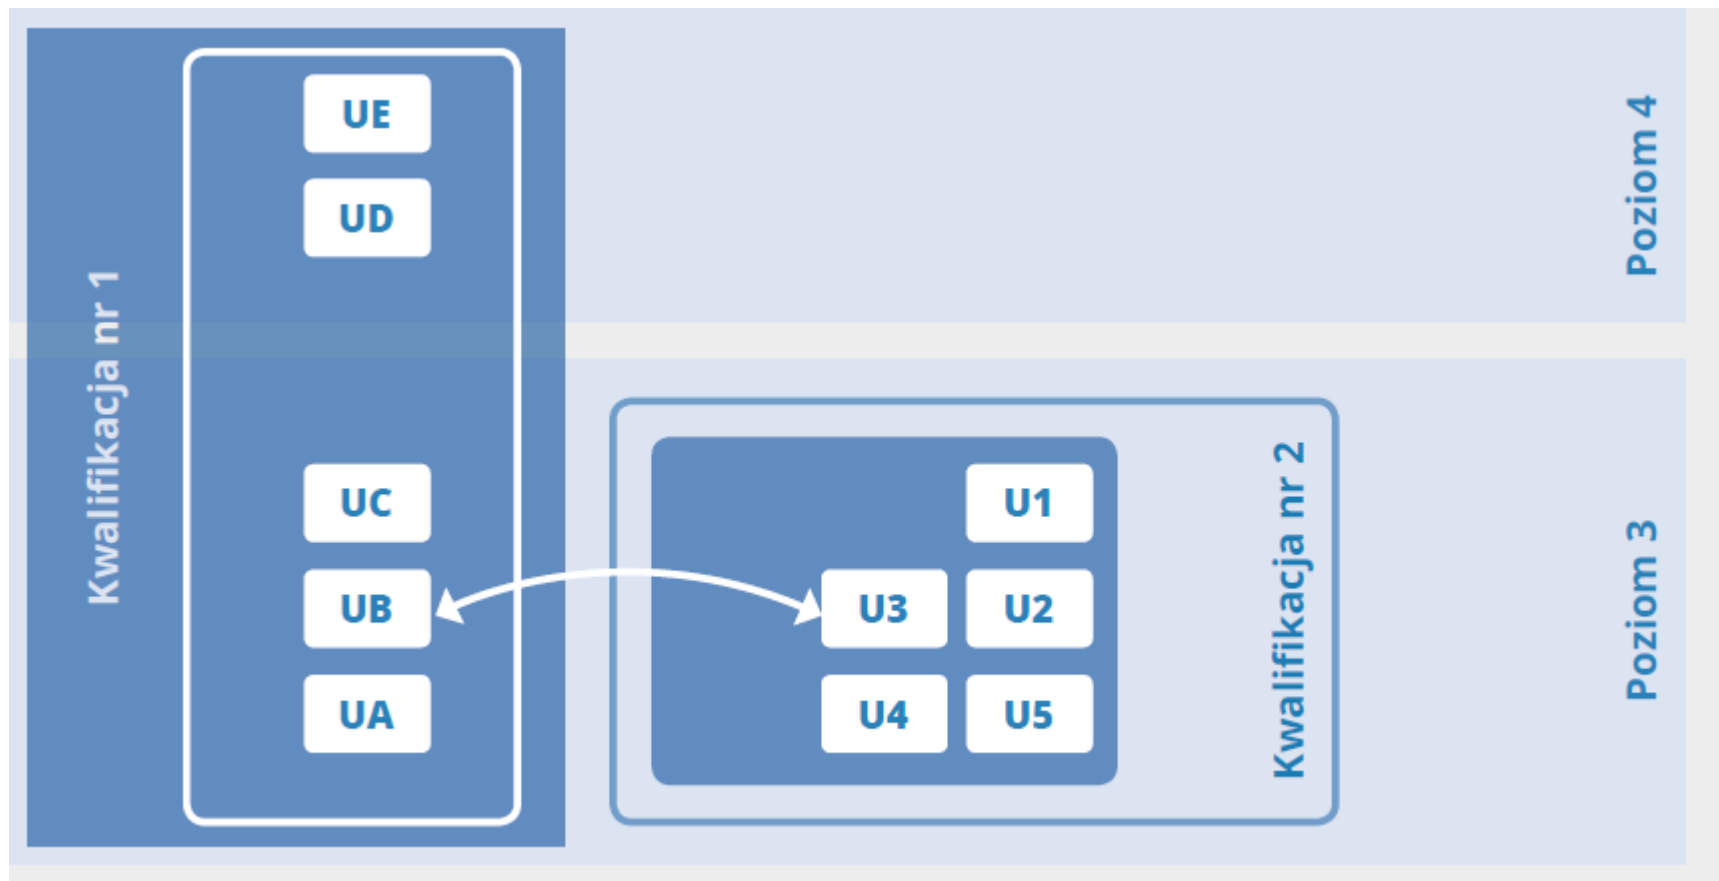 Kwalifikacja nr 1
UE
UD
UC
UB
UA
U1
U3
U2
U4
U5
Kwalifikacja nr 2
Poziom 4
Poziom 3